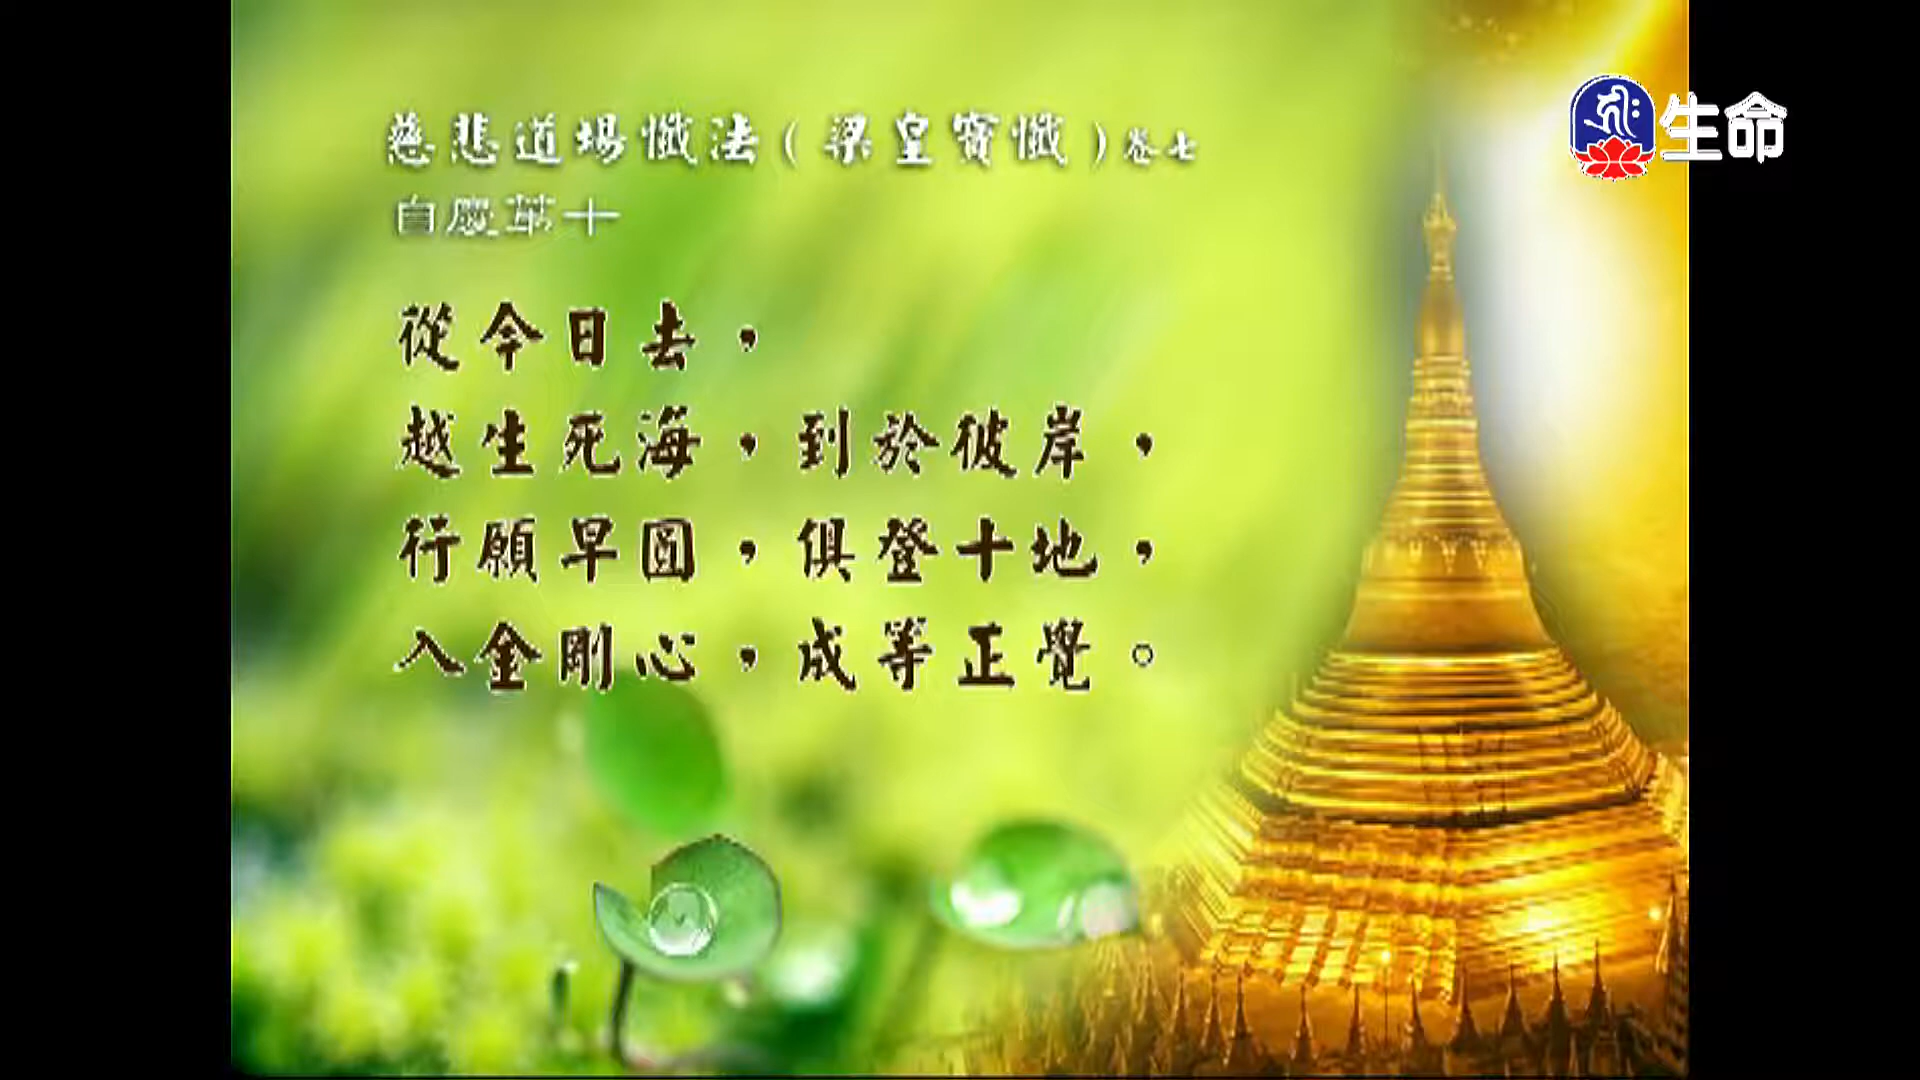 慈悲道場懺法(梁皇寶懺)卷七
自慶第十
從今日去,
越生死海,到於彼岸,
行願早圓,俱登十地,
入金剛心,成等正覺。
生命